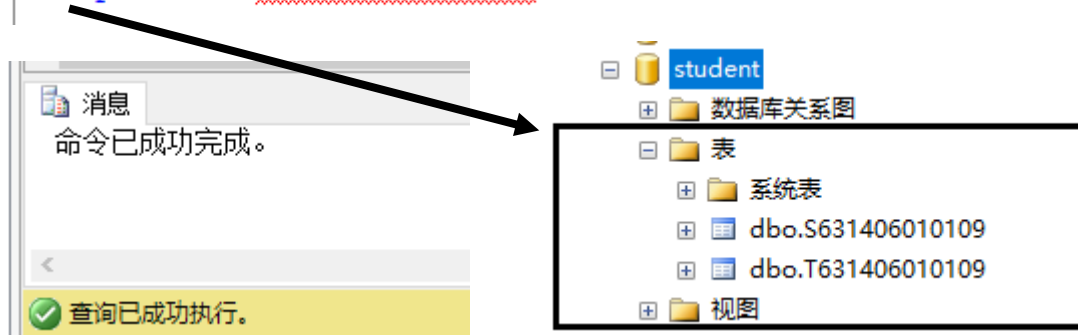 消息
命令已成功完成。
查询已成功执行。
student
数据库关系图
表
系统表
dbo.S631406010109
dbo.T631406010109
视图